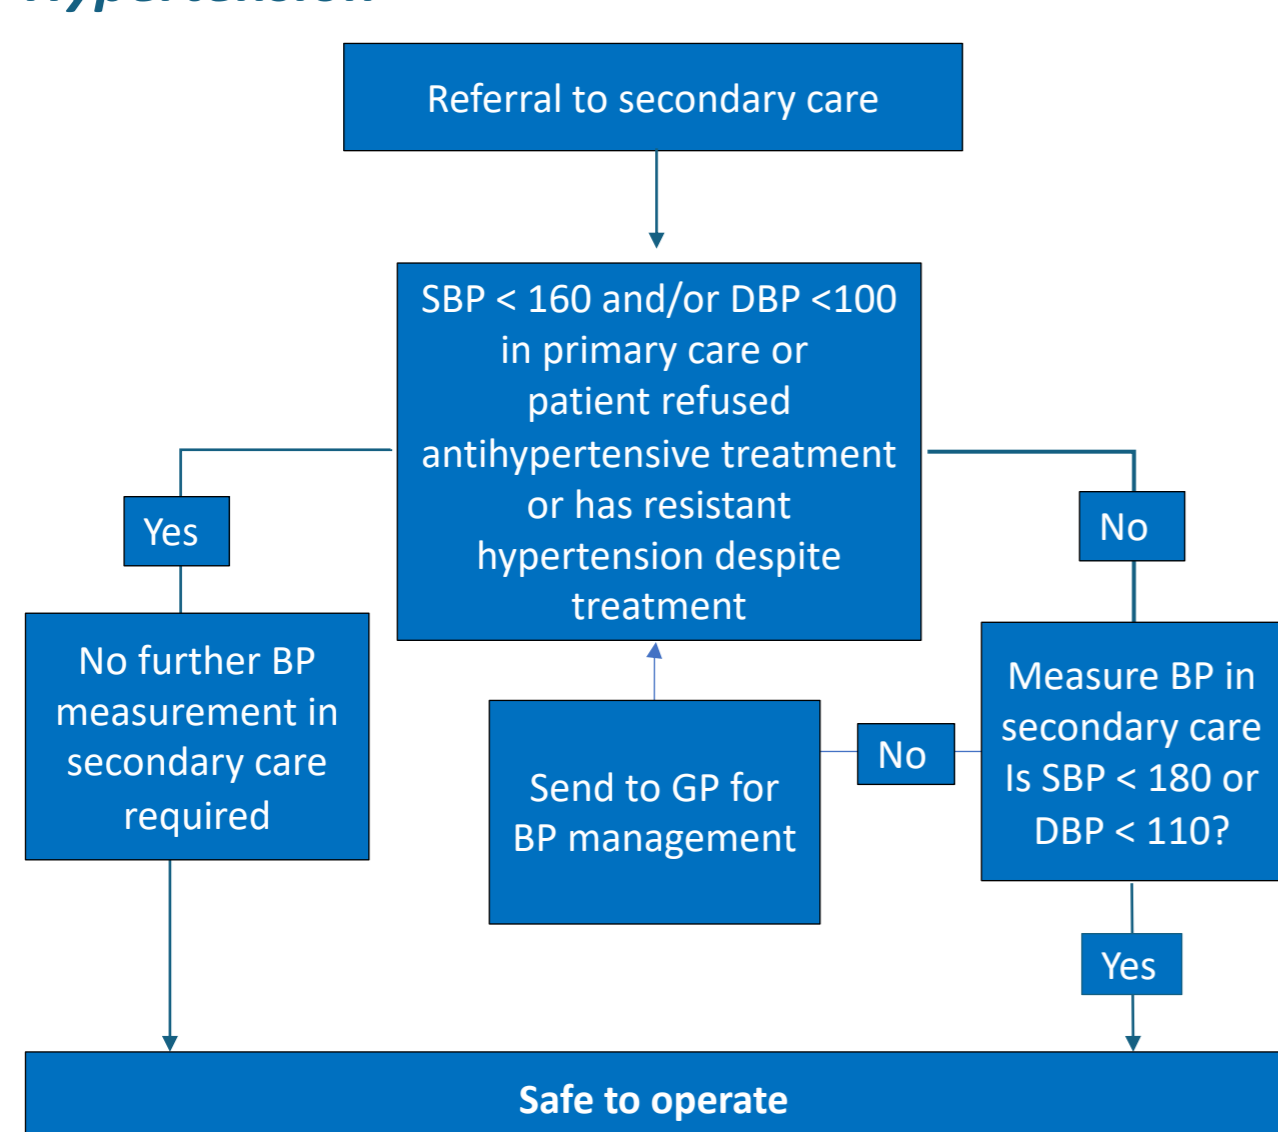 Hypertension
Referral to secondary care
SBP < 160 and/or DBP <100
in primary care or
patient refused
antihypertensive treatment
or has resistant
hypertension despite
treatment
Yes
No
No further BP
measurement in
secondary care
required
Measure BP in
secondary care
Is SBP < 180 or
DBP < 110?
No
Send to GP for
BP management
Yes
Safe to operate